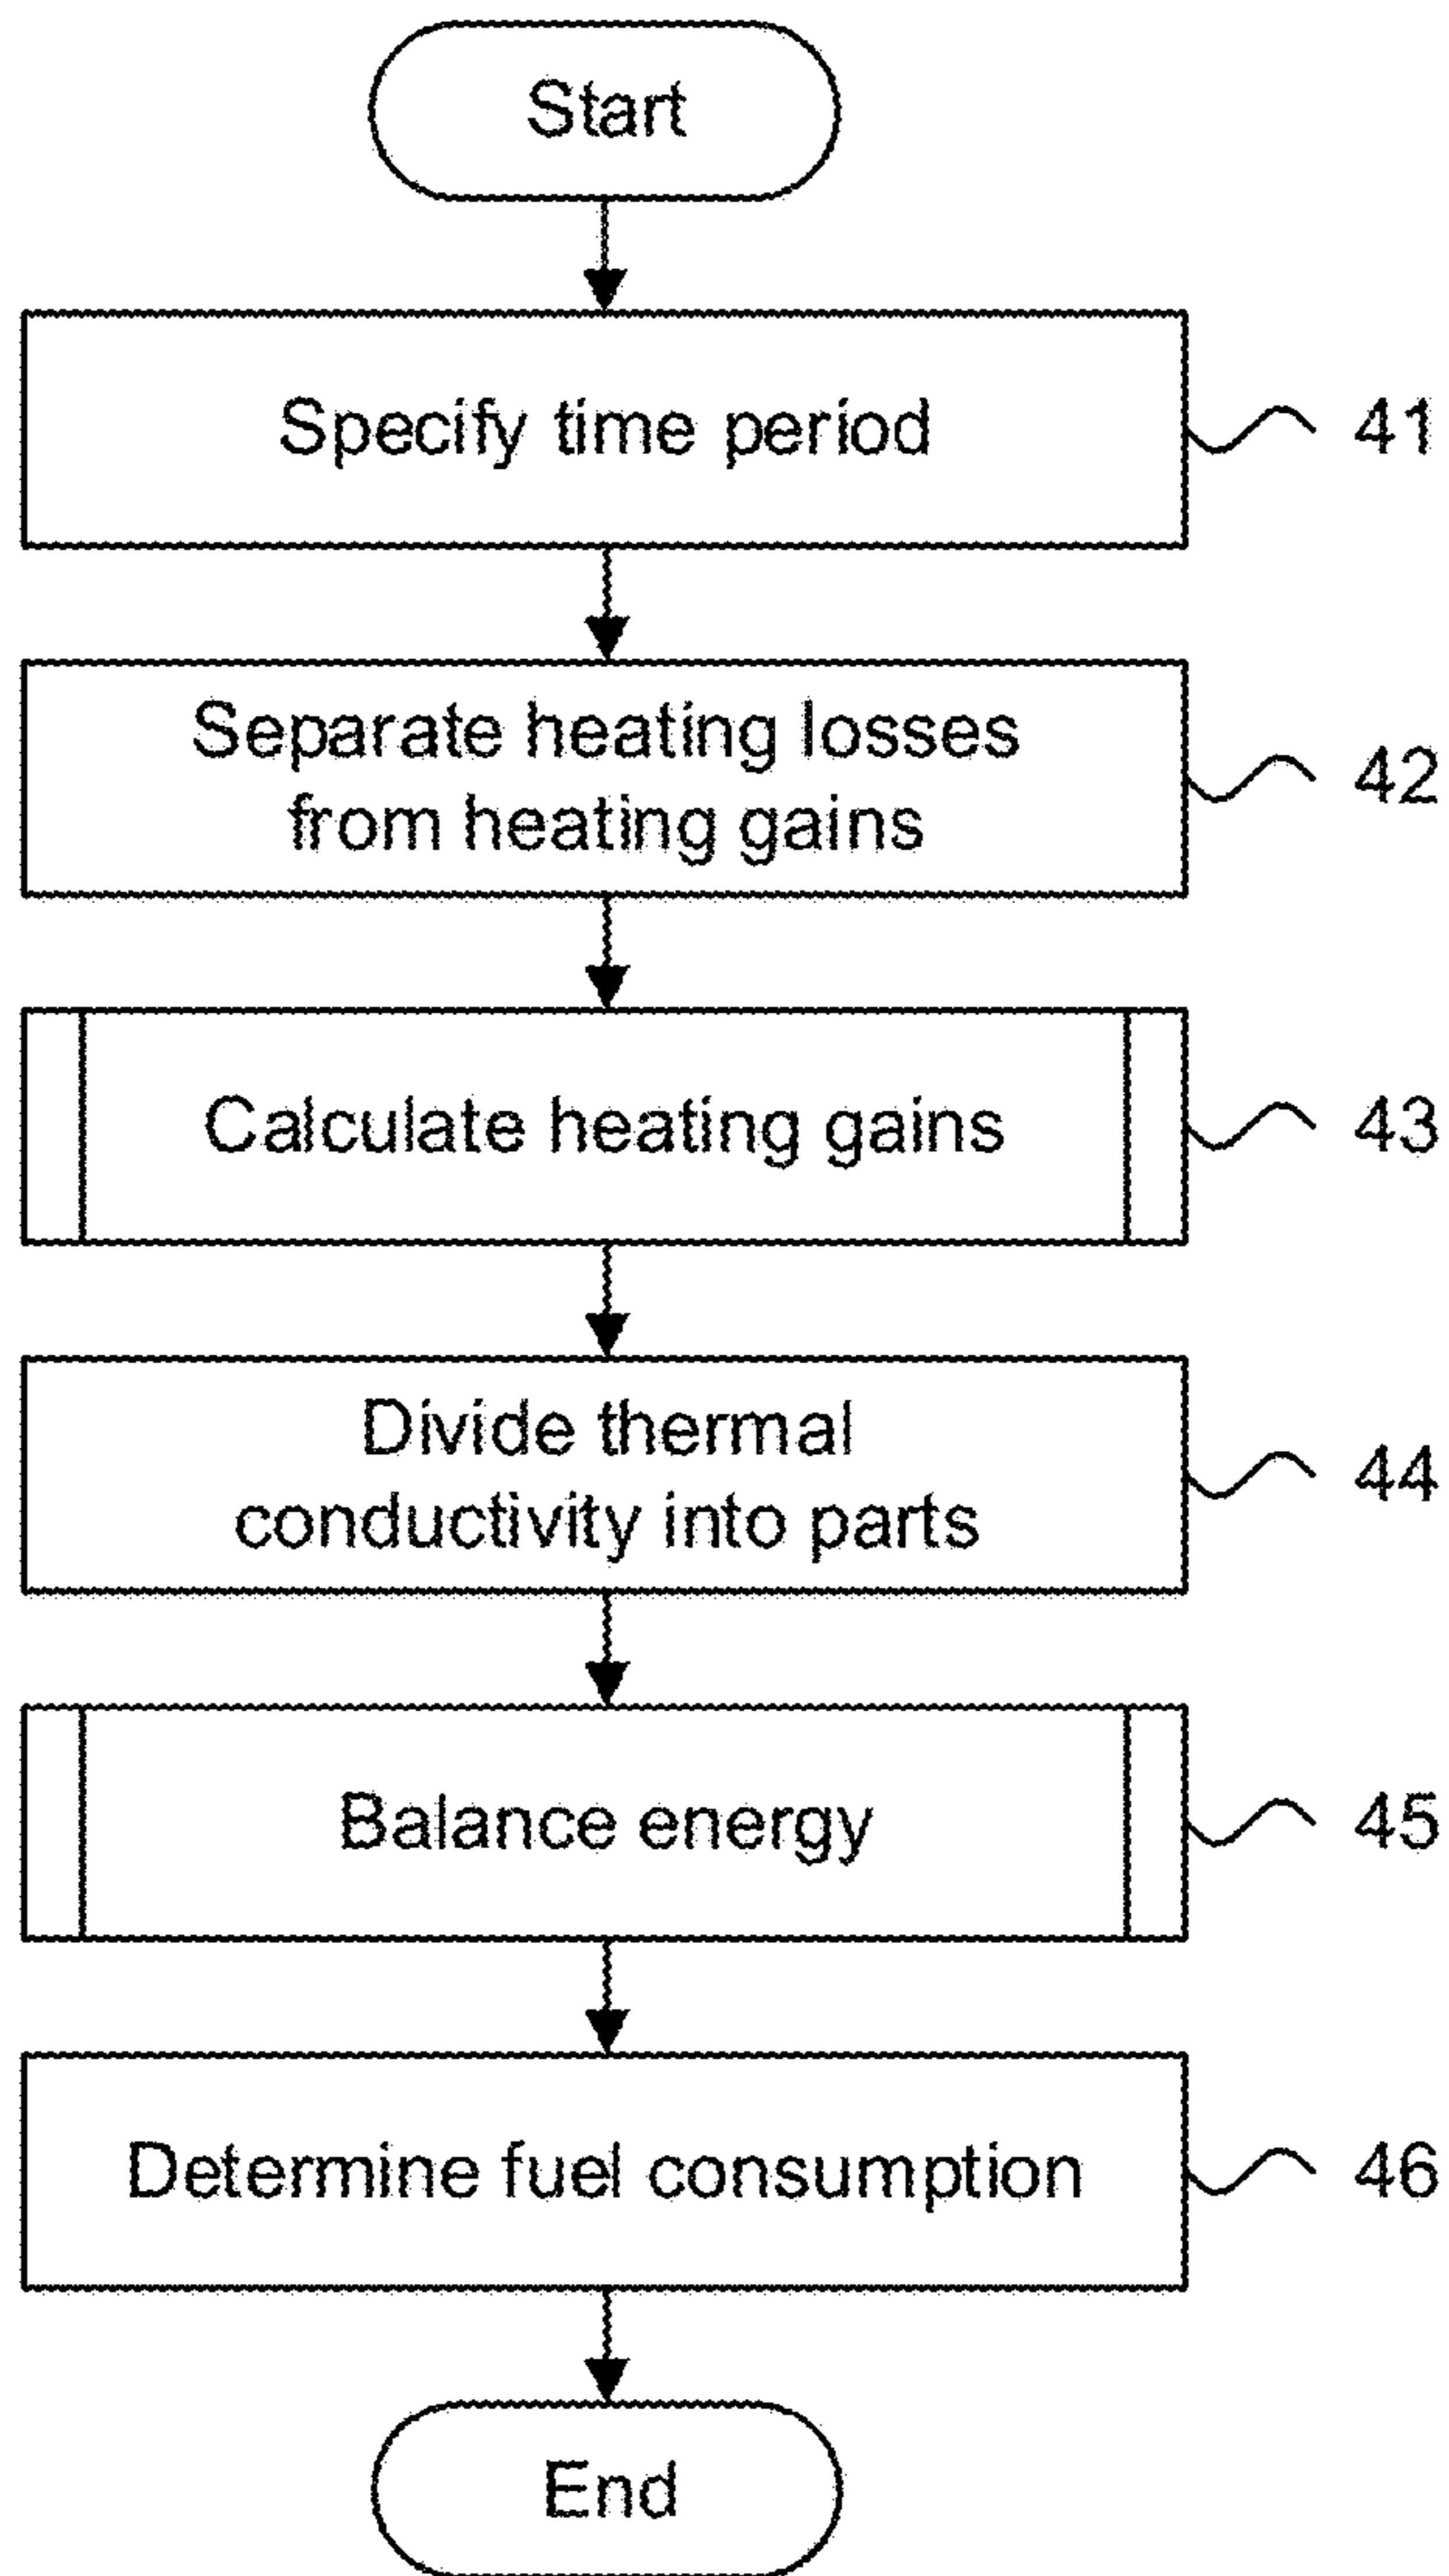 Start
Specify time period
41
Separate heating losses
from heating gains
42
Calculate heating gains
43
Divide thermal
conductivity into parts
44
Balance energy
45
Determine fuel consumption
46
End